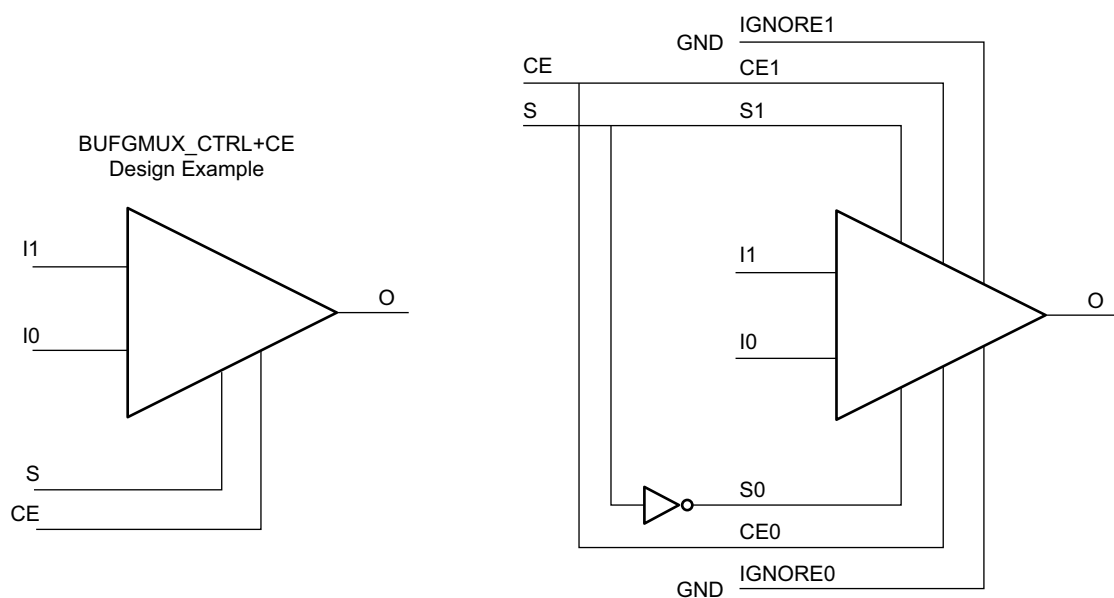 BUFGMUX_CTRL+CE
Design Example
I1
I0
O
S
CE
GND
IGNORE1
CE
CE1
S
S1
I1
I0
O
S0
CE0
GND
IGNORE0